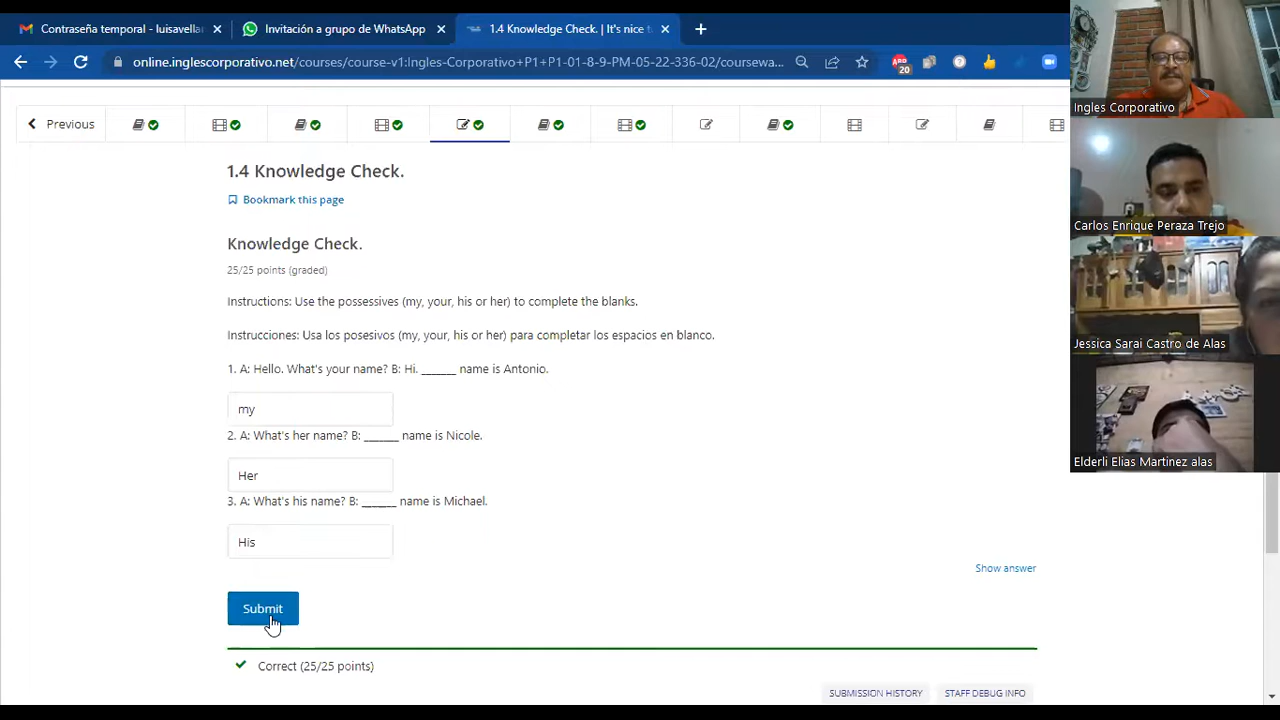 Contraseña temporal - luisavella
Invitación a grupo de WhatsApp
1.4 Knowledge Check. | It's nice t
online.inglescorporativo.net/courses/course-v1:Ingles-Corporativo+P1+P1-01-8-9-PM-05-22-336-02/coursewa...
20
Previous
1.4 Knowledge Check.
Bookmark this page
Knowledge Check.
25/25 points (graded)
Instructions: Use the possessives (my, your, his or her) to complete the blanks.
Instrucciones: Usa los posesivos (my, your, his or her) para completar los espacios en blanco.
1. A: Hello. What's your name? B: Hi. ______ name is Antonio.
my
2. A: What's her name? B: ______ name is Nicole.
Her
3. A: What's his name? B: ______ name is Michael.
His
Show answer
Submit
Correct (25/25 points)
SUBMISSION HISTORY
STAFF DEBUG INFO
Ingles Corporativo
Carlos Enrique Peraza Trejo
Jessica Sarai Castro de Alas
Elderli Elias Martinez alas